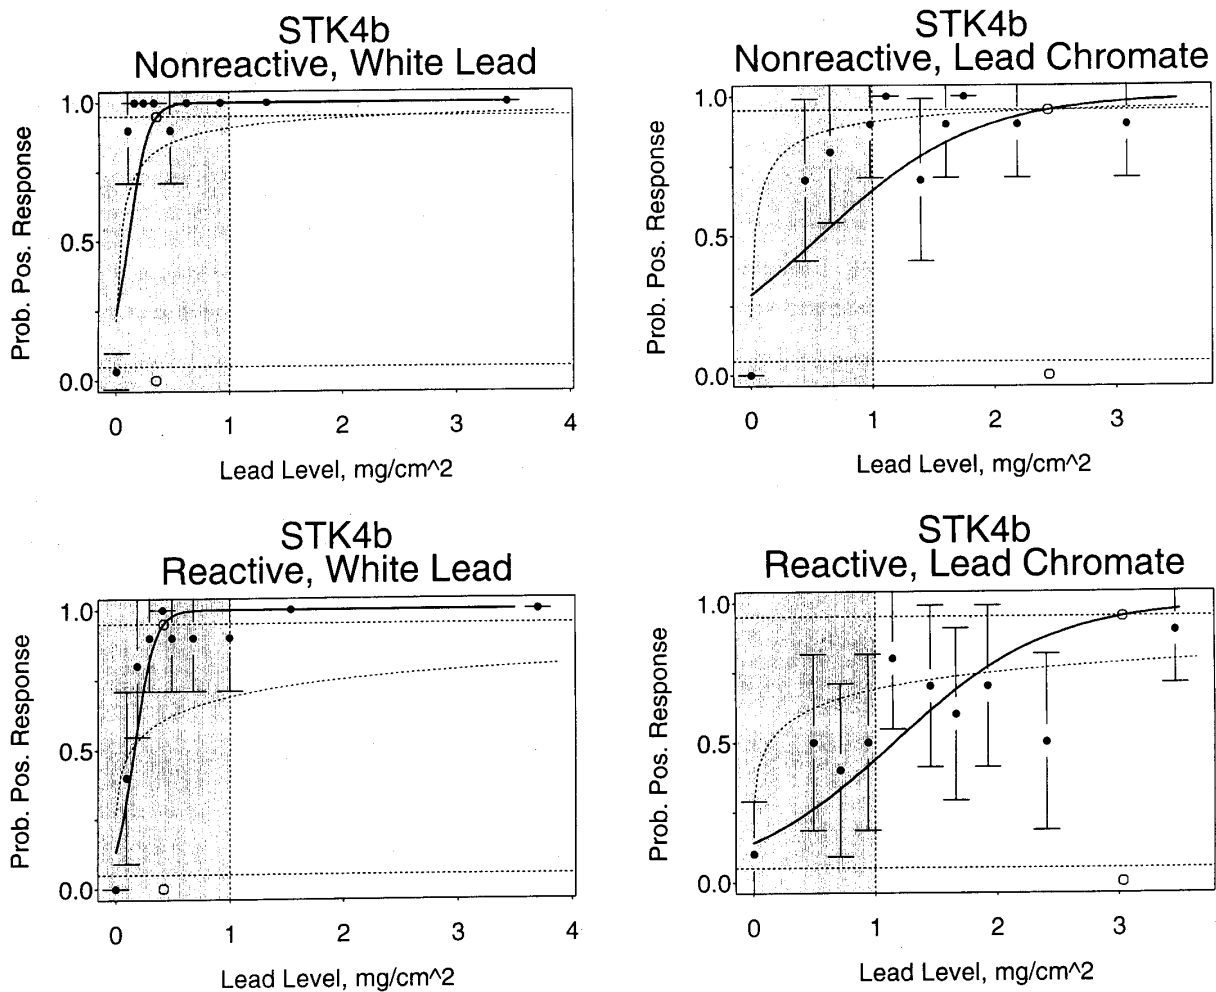 STK4b
Nonreactive, White Lead
Prob. Pos. Response
1.0
0.5
0.0
0 1 2 3 4
Lead Level, mg/cm^2
STK4b
Nonreactive, Lead Chromate
Prob. Pos. Response
1.0
0.5
0.0
0 1 2 3
Lead Level, mg/cm^2
STK4b
Reactive, White Lead
Prob. Pos. Response
1.0
0.5
0.0
0 1 2 3 4
Lead Level, mg/cm^2
STK4b
Reactive, Lead Chromate
Prob. Pos. Response
1.0
0.5
0.0
0 1 2 3
Lead Level, mg/cm^2